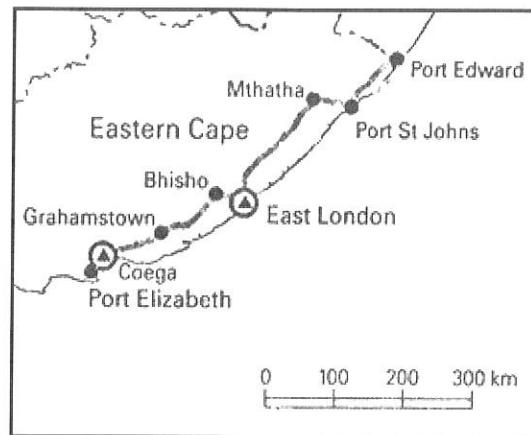 Port Edward
Mthatha
Port St Johns
Eastern Cape
Bhisho
East London
Grahamstown
Coega
Port Elizabeth
0 100 200 300 km